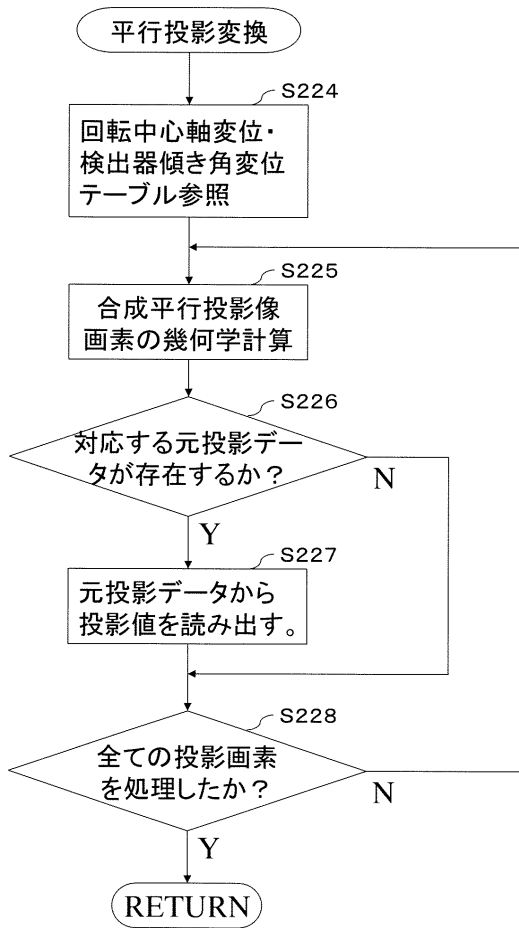 平行投影変換
S224
回転中心軸変位・
検出器傾き角変位
テーブル参照
S225
合成平行投影像
画素の幾何学計算
S226
対応する元投影デー
タが存在するか？
N
Y
S227
元投影データから
投影値を読み出す。
S228
全ての投影画素
を処理したか？
N
Y
RETURN